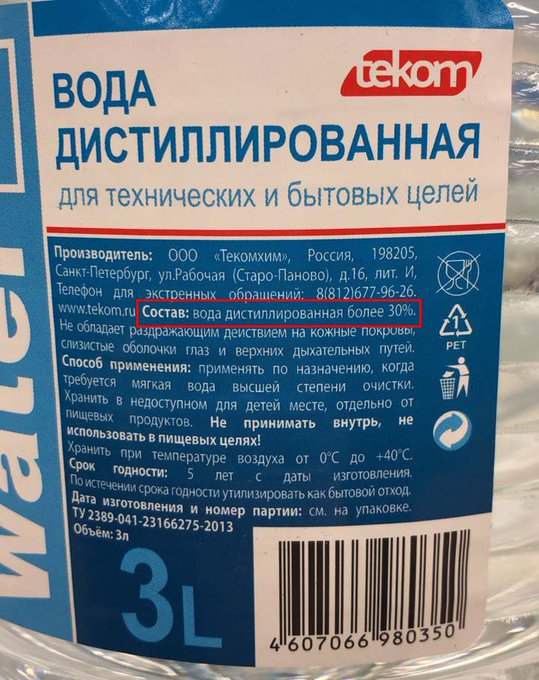 water
tekom
ВОДА
ДИСТИЛЛИРОВАННАЯ
для технических и бытовых целей
Производитель: ООО «Текомхим», Россия, 198205,
Санкт-Петербург, ул.Рабочая (Старо-Паново), д.16, лит. И,
Телефон для экстренных обращений: 8(812)677-96-26.
www.tekom.ru Состав: вода дистиллированная более 30%.
Не обладает раздражающим действием на кожные покровы,
слизистые оболочки глаз и верхних дыхательных путей.
Способ применения: применять по назначению, когда
требуется мягкая вода высшей степени очистки.
Хранить в недоступном для детей месте, отдельно от
пищевых продуктов. Не принимать внутрь, не
использовать в пищевых целях!
Хранить при температуре воздуха от 0°С до +40°С.
Срок годности: 5 лет с даты изготовления.
По истечении срока годности утилизировать как бытовой отход.
Дата изготовления и номер партии: см. на упаковке.
ТУ 2389-041-23166275-2013
Объём: 3л
3L
1
PET
4 607066 980350